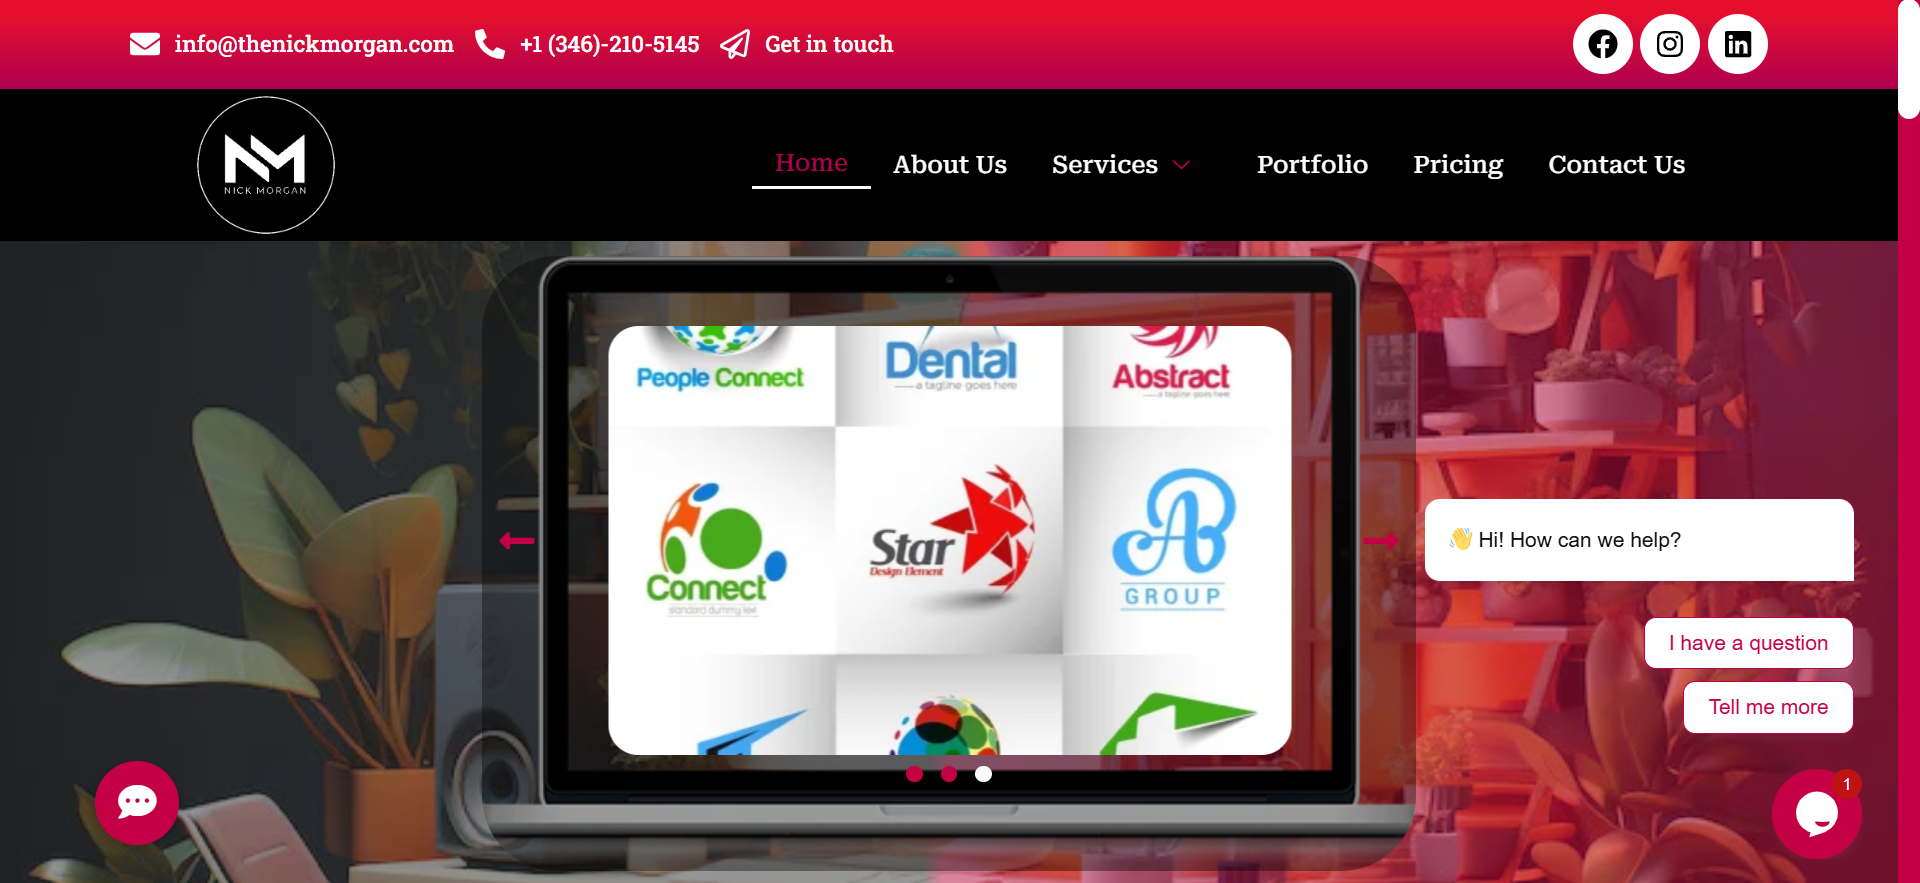 info@thenickmorgan.com
+1 (346)-210-5145
Get in touch
NICK MORGAN
Home
About Us
Services
Portfolio
Pricing
Contact Us
People Connect
Dental
a tagline goes here
Abstract
a tagline goes here
Connect
standard dummy text
Star
Design Element
AB
GROUP
👋 Hi! How can we help?
I have a question
Tell me more
1